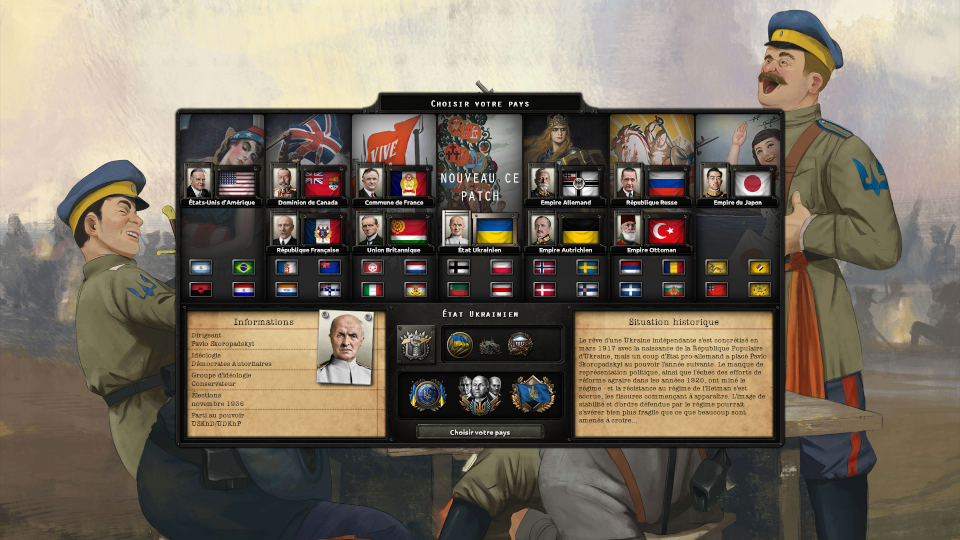 CHOISIR VOTRE PAYS
VIVE
NOUVEAU CE
PATCH
États-Unis d'Amérique
Dominion du Canada
Commune de France
Empire Allemand
République Russe
Empire du Japon
République Française
Union Britannique
État Ukrainien
Empire Autrichien
Empire Ottoman
Informations
Dirigeant
Pavlo Skoropadskyi
Idéologie
Démocrates Autoritaires
Groupe d'idéologie
Conservateur
Élections
novembre 1936
Parti au pouvoir
USKhD/UDKhP
ÉTAT UKRAINIEN
Choisir votre pays
Situation historique
Le rêve d'une Ukraine indépendante s'est concrétisé en
mars 1917 avec la naissance de la République Populaire
d'Ukraine, mais un coup d'État pro-allemand a placé Pavlo
Skoropadskyi au pouvoir l'année suivante. Le manque de
représentation politique, ainsi que l'échec des efforts de
réforme agraire dans les années 1920, ont miné le
régime - et la résistance au régime de l'Hetman s'est
accrue, les fissures commençant à apparaître. L'image de
stabilité et d'ordre défendue par le régime pourrait
s'avérer bien plus fragile que ce que beaucoup sont
amenés à croire...